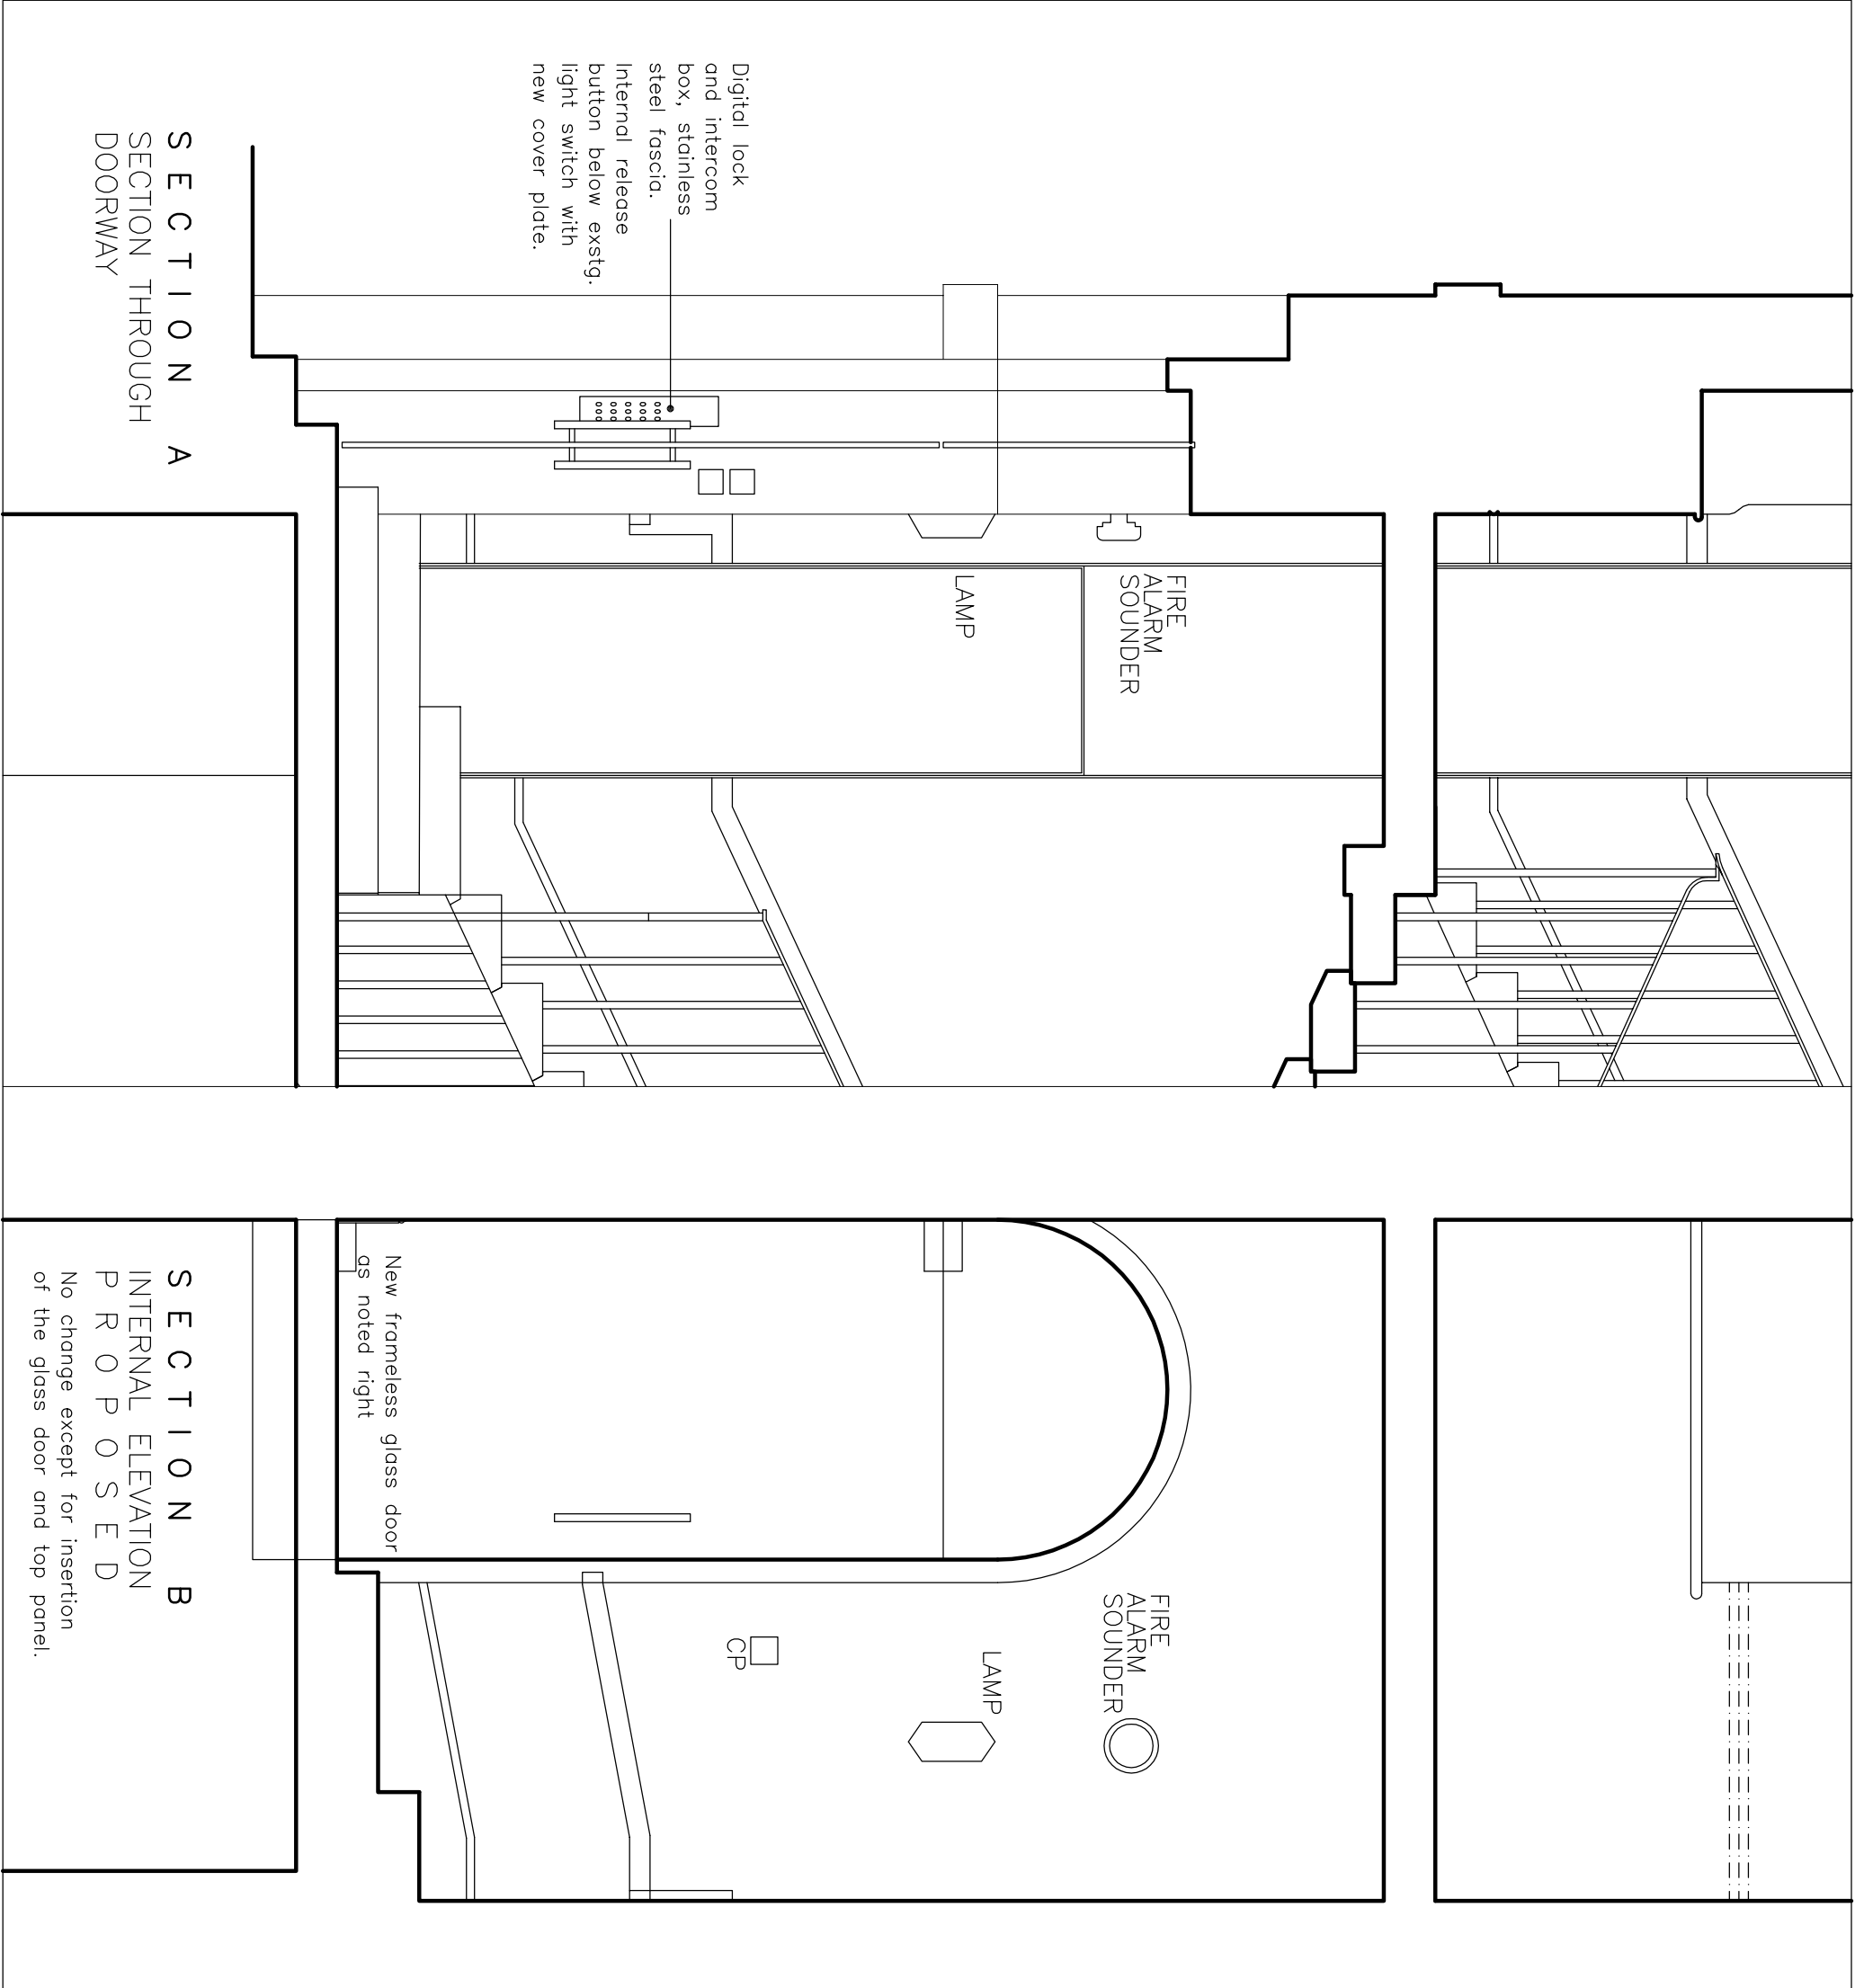 Digital lock
and intercom
box, stainless
steel fascia.
Internal release
button below exstg.
light switch with
new cover plate.
FIRE
ALARM
SOUNDER
LAMP
SECTION A
SECTION THROUGH
DOORWAY
FIRE
ALARM
SOUNDER
LAMP
CP
New frameless glass door
as noted right
SECTION B
INTERNAL ELEVATION
PROPOSED
No change except for insertion
of the glass door and top panel.